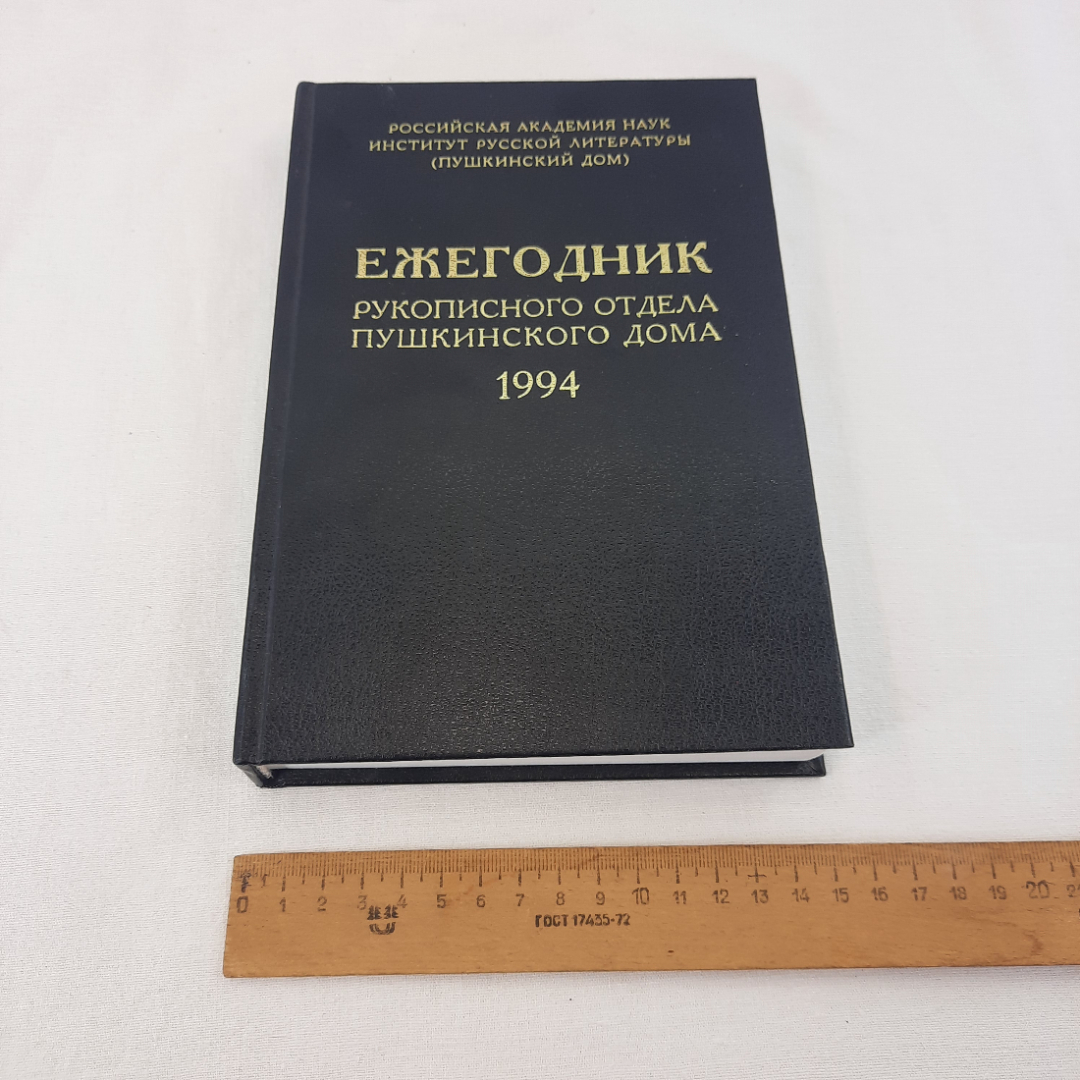 РОССИЙСКАЯ АКАДЕМИЯ НАУК
ИНСТИТУТ РУССКОЙ ЛИТЕРАТУРЫ
(ПУШКИНСКИЙ ДОМ)
ЕЖЕГОДНИК
РУКОПИСНОГО ОТДЕЛА
ПУШКИНСКОГО ДОМА
1994
0 1 2 3 4 5 6 7 8 9 10 11 12 13 14 15 16 17 18 19 20
ГОСТ 17435-72